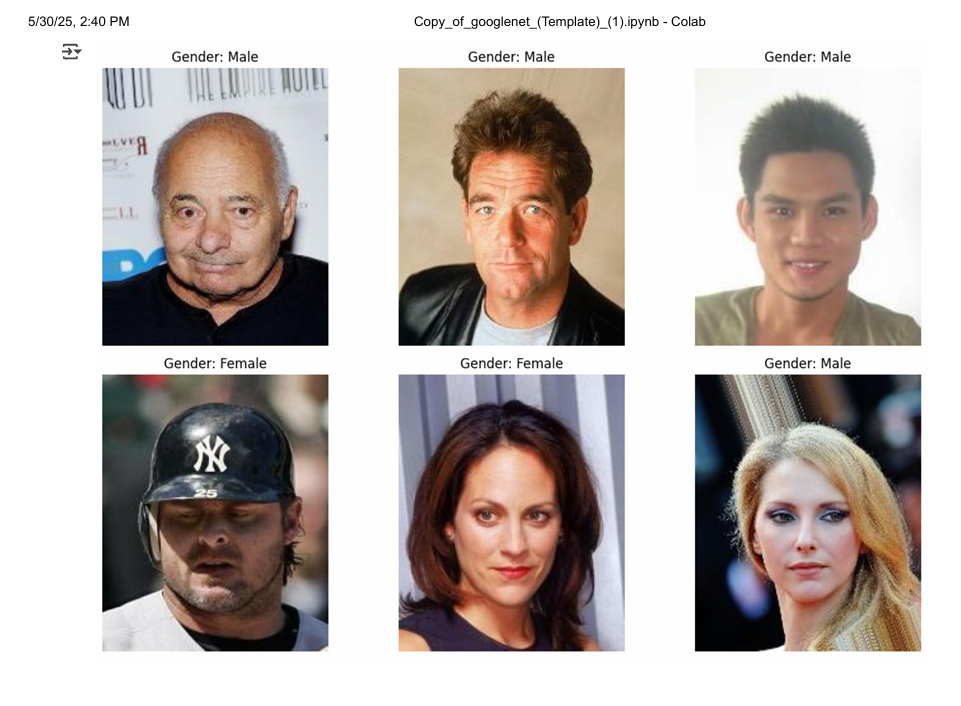 5/30/25, 2:40 PM
Copy_of_googlenet_(Template)_(1).ipynb - Colab
Gender: Male
Gender: Male
Gender: Male
THE EMPIRE HOTEL
Gender: Female
Gender: Female
Gender: Male
NY
25